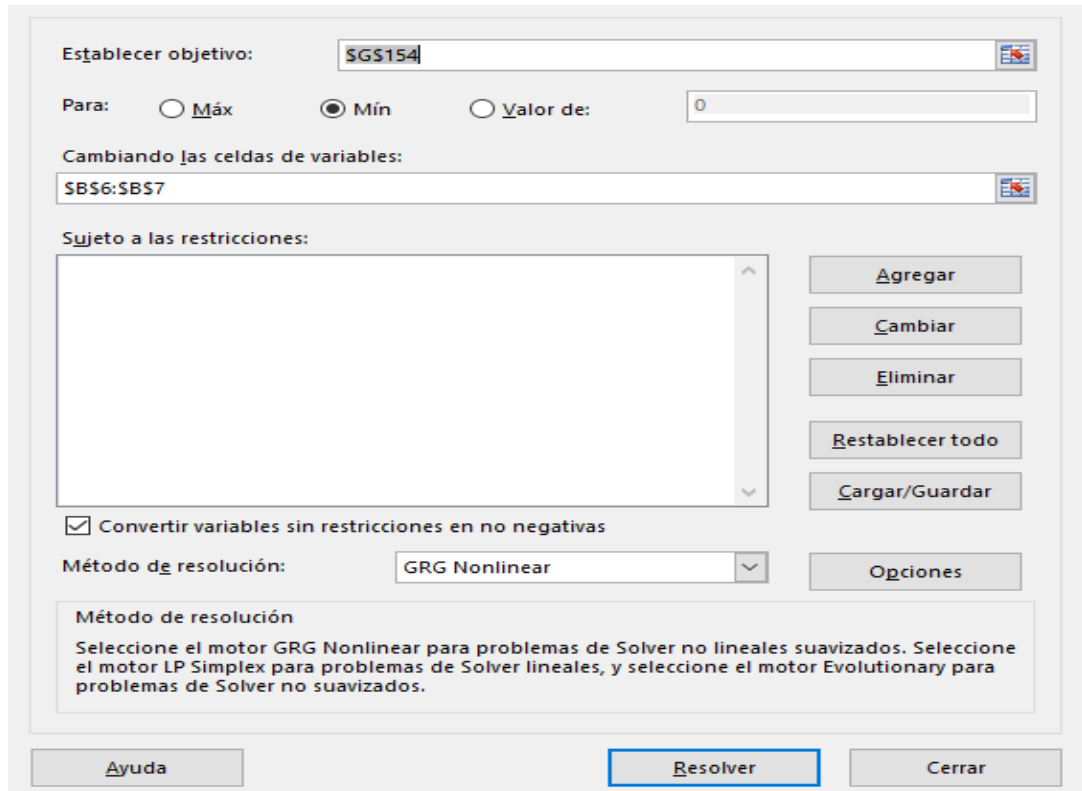 Establecer objetivo: $G$154
Para: Máx Mín Valor de: 0
Cambiando las celdas de variables:
$B$6:$B$7
Sujeto a las restricciones:
Agregar
Cambiar
Eliminar
Restablecer todo
Cargar/Guardar
Convertir variables sin restricciones en no negativas
Método de resolución: GRG Nonlinear Opciones
Método de resolución
Seleccione el motor GRG Nonlinear para problemas de Solver no lineales suavizados. Seleccione
el motor LP Simplex para problemas de Solver lineales, y seleccione el motor Evolutionary para
problemas de Solver no suavizados.
Ayuda Resolver Cerrar